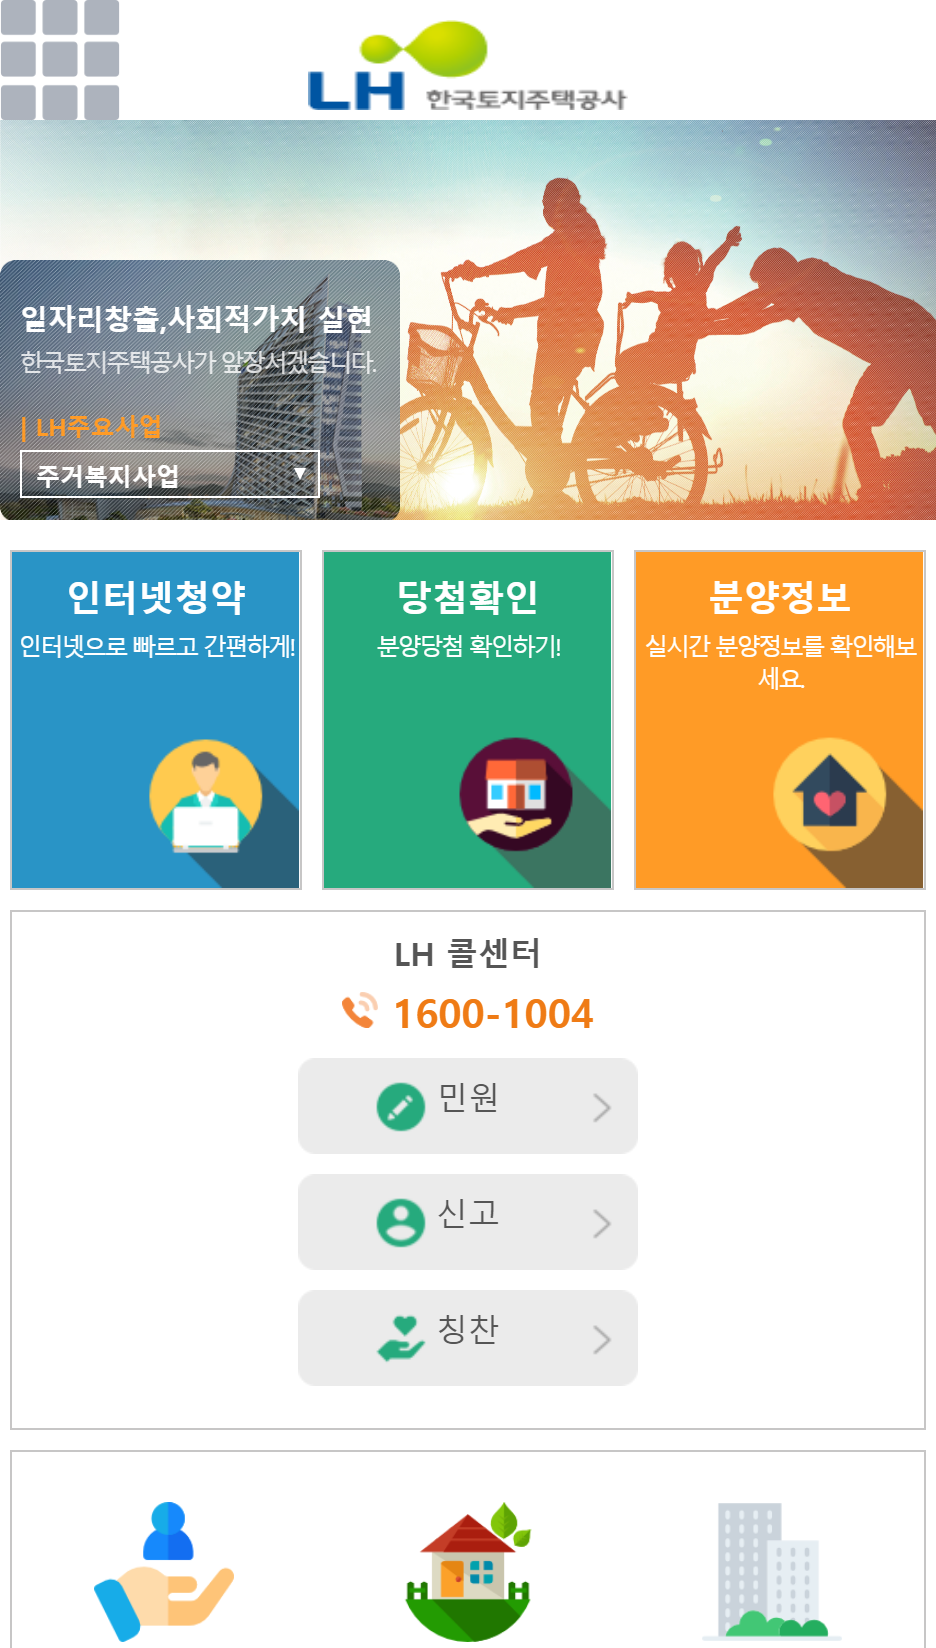 LH 한국토지주택공사
일자리창출,사회적가치 실현
한국토지주택공사가 앞장서겠습니다.
| LH주요사업
주거복지사업 ▼
인터넷청약
인터넷으로 빠르고 간편하게!
당첨확인
분양당첨 확인하기!
분양정보
실시간 분양정보를 확인해보
세요.
LH 콜센터
1600-1004
민원
신고
칭찬